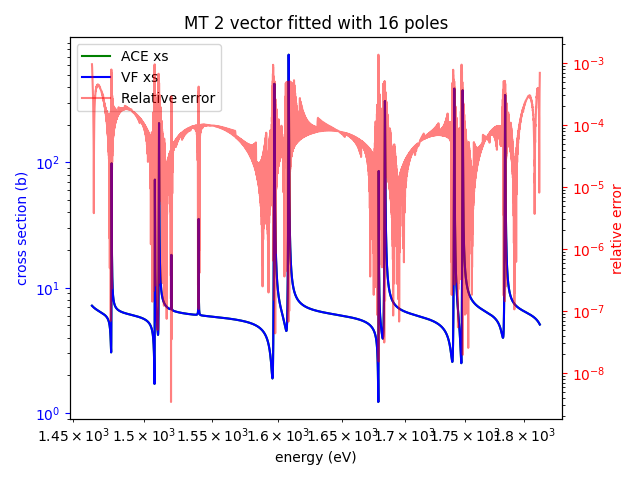 MT 2 vector fitted with 16 poles
ACE xs
VF xs
Relative error
cross section (b)
10² 10¹ 10⁰
10⁻³ 10⁻⁴ 10⁻⁵ 10⁻⁶ 10⁻⁷ 10⁻⁸
relative error
1.45 × 10³ 1.5 × 10³ 1.55 × 10³ 1.6 × 10³ 1.65 × 10³ 1.7 × 10³ 1.75 × 10³ 1.8 × 10³
energy (eV)